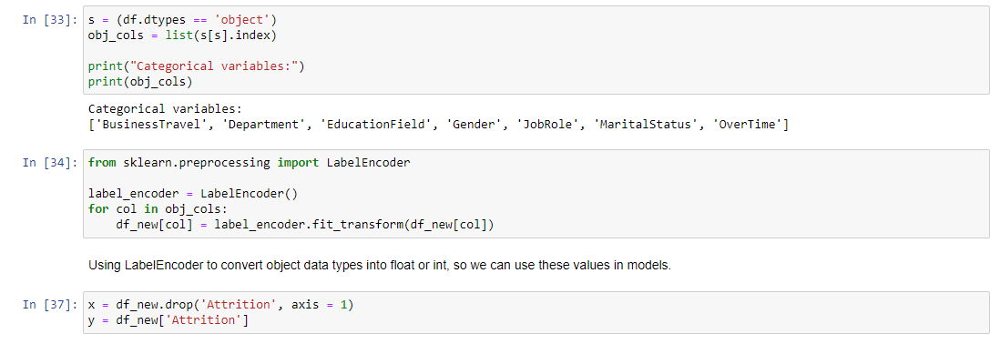 In [33]: s = (df.dtypes == 'object')
obj_cols = list(s[s].index)
print("Categorical variables:")
print(obj_cols)
Categorical variables:
['BusinessTravel', 'Department', 'EducationField', 'Gender', 'JobRole', 'MaritalStatus', 'OverTime']
In [34]: from sklearn.preprocessing import LabelEncoder
label_encoder = LabelEncoder()
for col in obj_cols:
    df_new[col] = label_encoder.fit_transform(df_new[col])
Using LabelEncoder to convert object data types into float or int, so we can use these values in models.
In [37]: x = df_new.drop('Attrition', axis = 1)
y = df_new['Attrition']